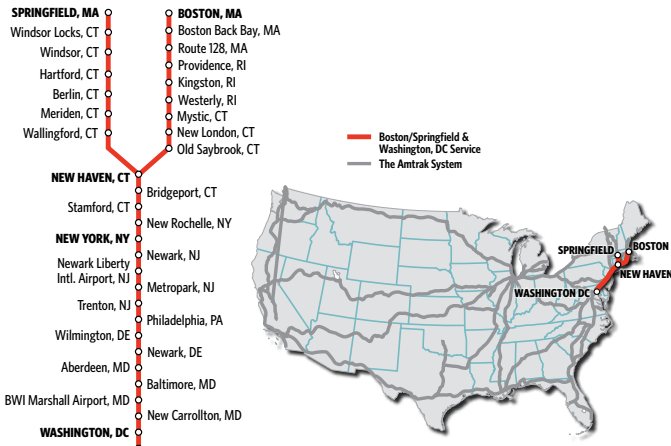 SPRINGFIELD, MA
Windsor Locks, CT
Windsor, CT
Hartford, CT
Berlin, CT
Meriden, CT
Wallingford, CT
BOSTON, MA
Boston Back Bay, MA
Route 128, MA
Providence, RI
Kingston, RI
Westerly, RI
Mystic, CT
New London, CT
Old Saybrook, CT
NEW HAVEN, CT
Bridgeport, CT
Stamford, CT
New Rochelle, NY
NEW YORK, NY
Newark, NJ
Newark Liberty
Intl. Airport, NJ
Metropark, NJ
Trenton, NJ
Philadelphia, PA
Wilmington, DE
Newark, DE
Aberdeen, MD
Baltimore, MD
BWI Marshall Airport, MD
New Carrollton, MD
WASHINGTON, DC
Boston/Springfield &
Washington, DC Service
The Amtrak System
SPRINGFIELD
BOSTON
NEW HAVEN
WASHINGTON DC